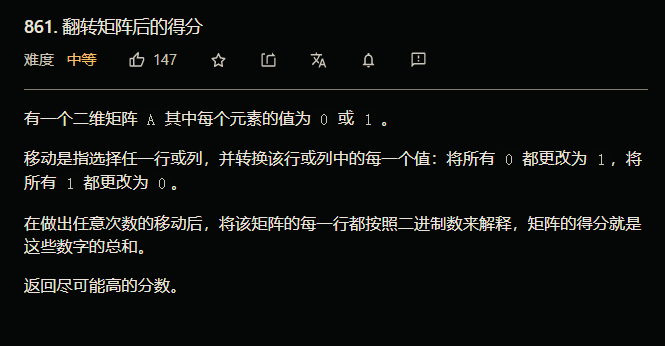 861. 翻转矩阵后的得分
难度 中等 147
有一个二维矩阵 A 其中每个元素的值为 0 或 1 。
移动是指选择任一行或列，并转换该行或列中的每一个值：将所有 0 都更改为 1，将
所有 1 都更改为 0。
在做出任意次数的移动后，将该矩阵的每一行都按照二进制数来解释，矩阵的得分就是
这些数字的总和。
返回尽可能高的分数。